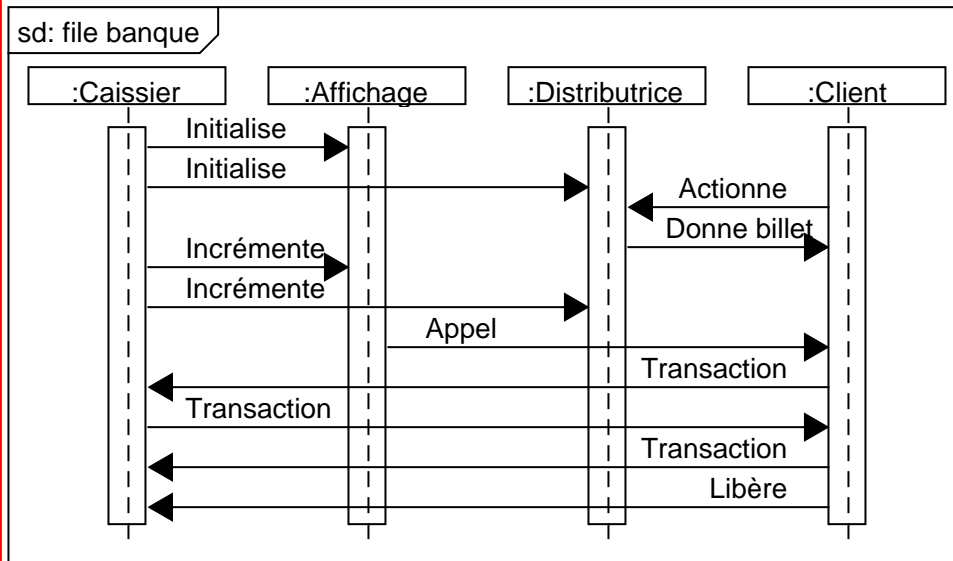 sd: file banque
:Caissier :Affichage :Distributrice :Client
Initialise
Initialise
Actionne
Donne billet
Incrémente
Incrémente
Appel
Transaction
Transaction
Transaction
Libère